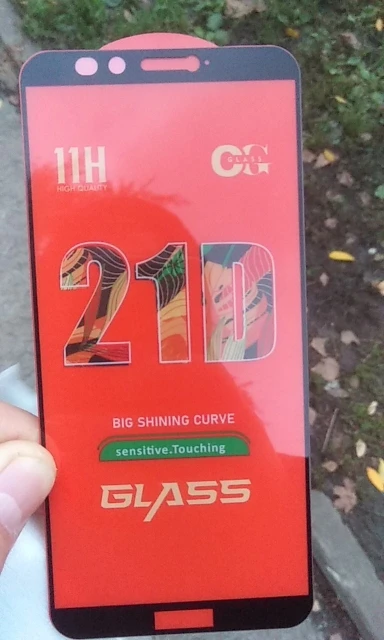 11H
HIGH QUALITY
OG
GLASS
21D
BIG SHINING CURVE
sensitive.Touching
GLASS